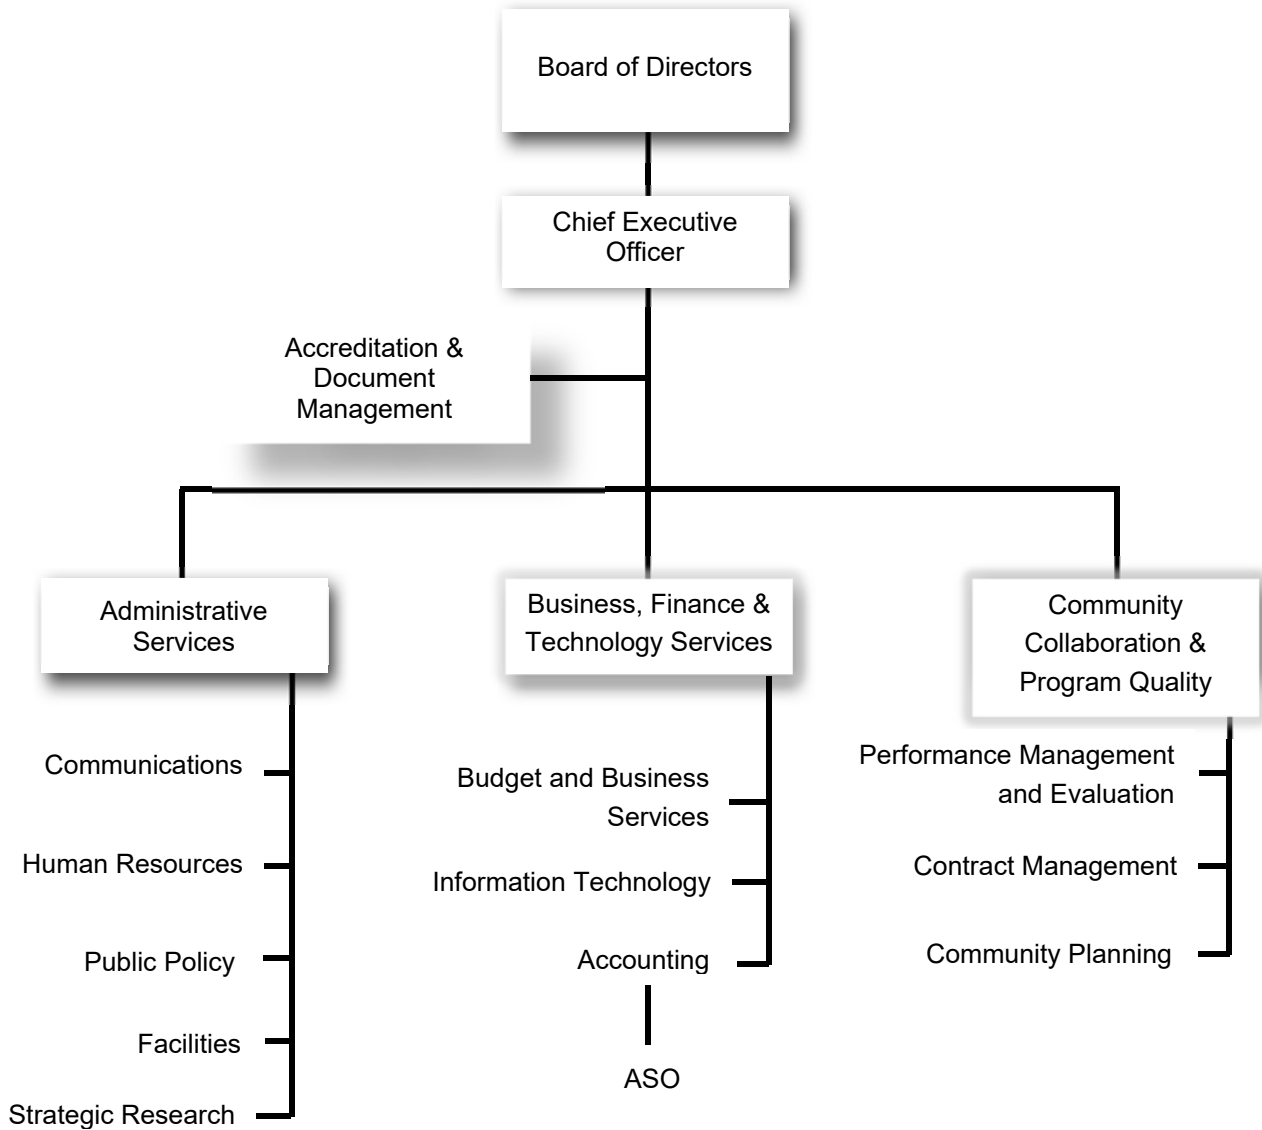 Board of Directors
Chief Executive
Officer
Accreditation &
Document
Management
Administrative
Services
Communications
Human Resources
Public Policy
Facilities
Strategic Research
Business, Finance &
Technology Services
Budget and Business
Services
Information Technology
Accounting
ASO
Community
Collaboration &
Program Quality
Performance Management
and Evaluation
Contract Management
Community Planning